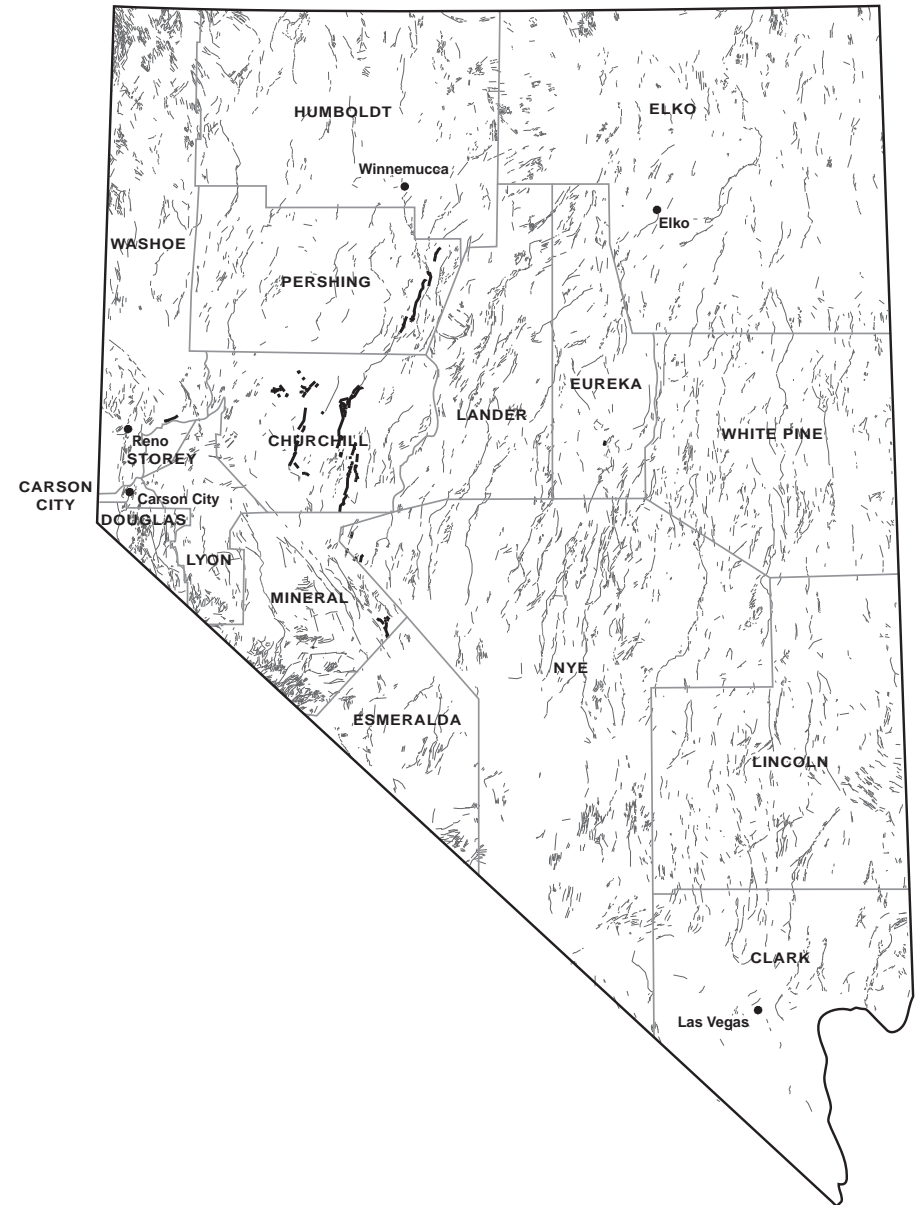 HUMBOLDT
ELKO
Winnemucca
Elko
WASHOE
PERSHING
EUREKA
LANDER
WHITE PINE
CHURCHILL
Reno
STOREY
CARSON
CITY
Carson City
DOUGLAS
LYON
MINERAL
NYE
ESMERALDA
LINCOLN
CLARK
Las Vegas